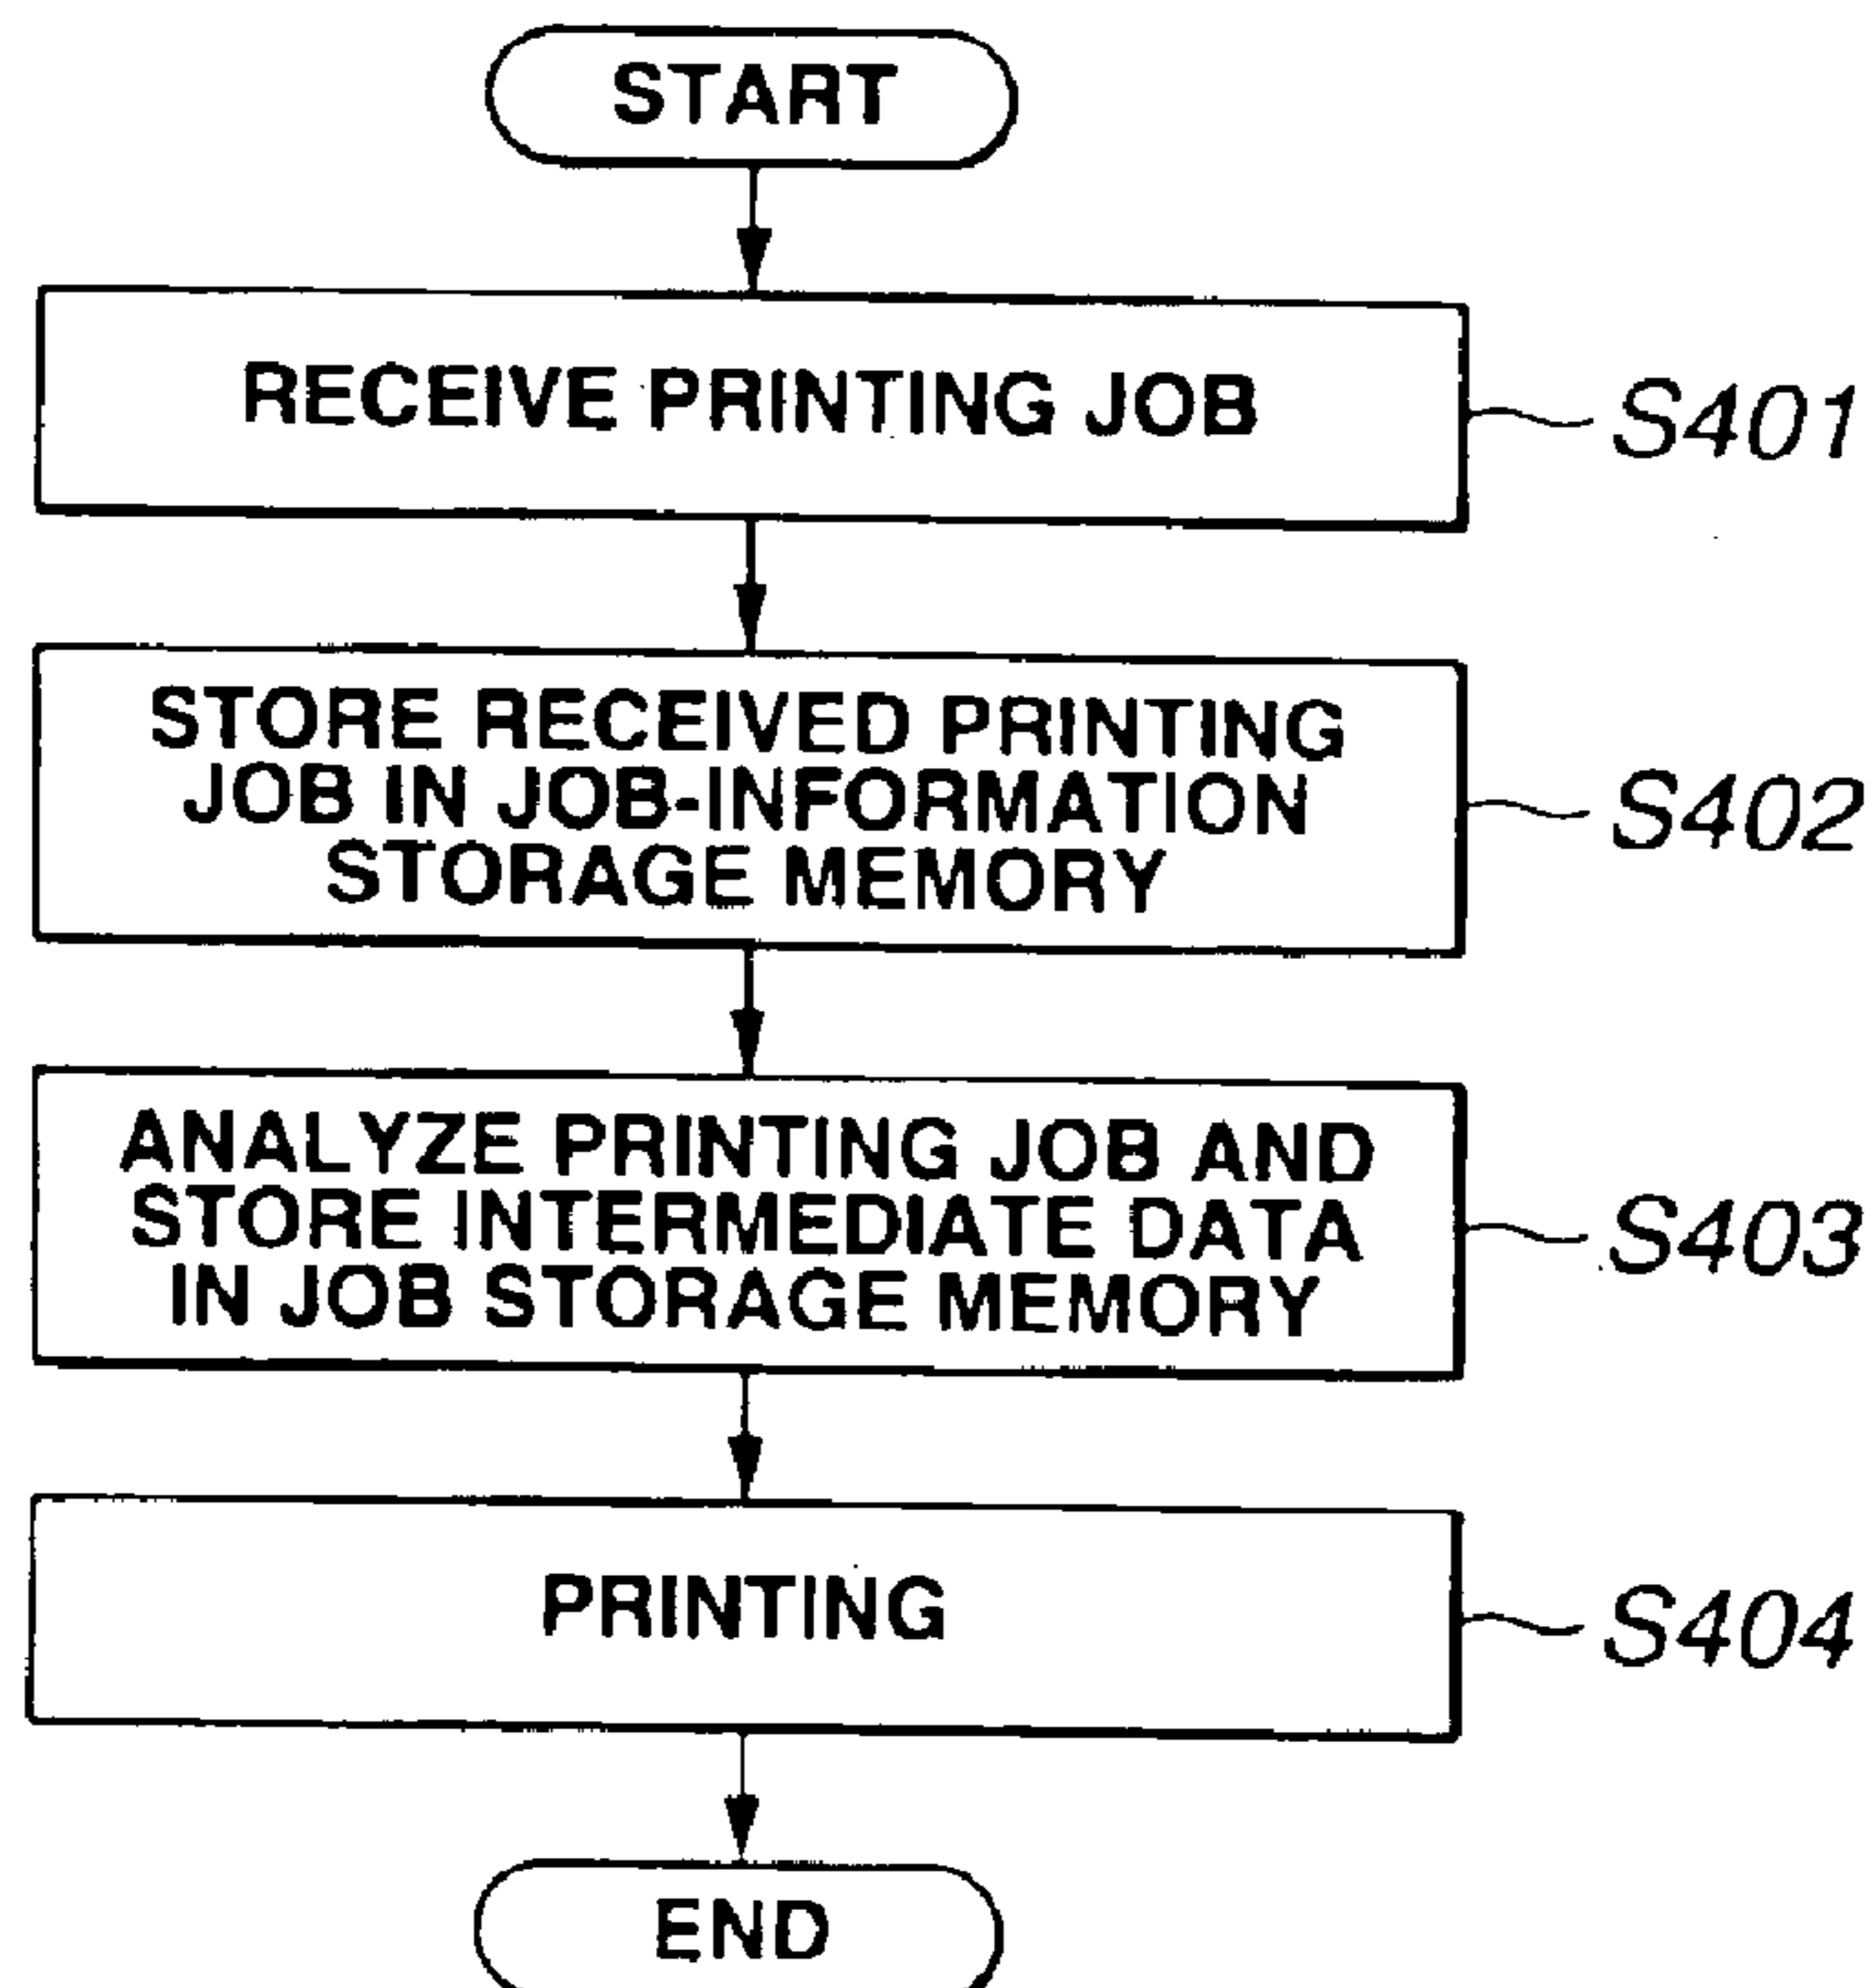 START
RECEIVE PRINTING JOB
S401
STORE RECEIVED PRINTING
JOB IN JOB-INFORMATION
STORAGE MEMORY
S402
ANALYZE PRINTING JOB AND
STORE INTERMEDIATE DATA
IN JOB STORAGE MEMORY
S403
PRINTING
S404
END